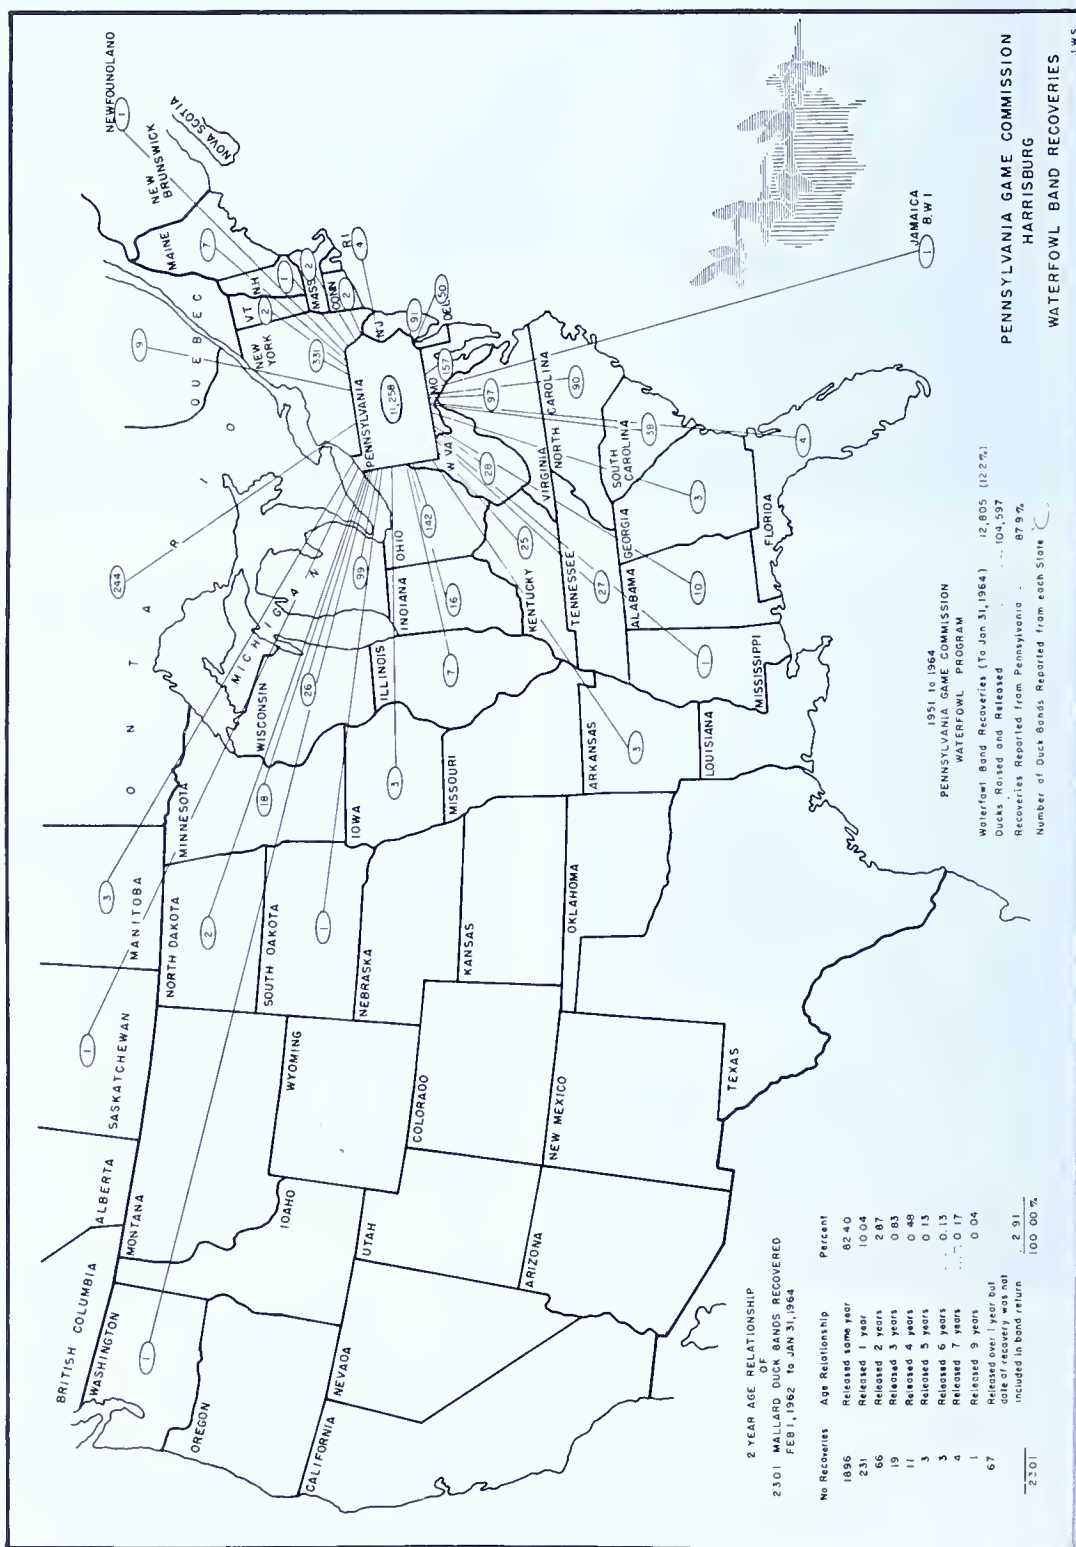 BRITISH COLUMBIA
ALBERTA
SASKATCHEWAN
MANITOBA
ONTARIO
QUEBEC
NEWFOUNOLANO
NEW BRUNSWICK
NOVA SCOTIA
WASHINGTON
OREGON
CALIFORNIA
NEVAOA
IOAHO
MONTANA
WYOMING
UTAH
COLORADO
ARIZONA
NEW MEXICO
NORTH DAKOTA
SOUTH DAKOTA
NEBRASKA
KANSAS
OKLAHOMA
TEXAS
MINNESOTA
IOWA
MISSOURI
ARKANSAS
LOUISIANA
WISCONSIN
ILLINOIS
MICHIGAN
INDIANA
OHIO
KENTUCKY
TENNESSEE
MISSISSIPPI
ALABAMA
GEORGIA
FLORIDA
SOUTH CAROLINA
NORTH CAROLINA
VIRGINIA
W VA
MO
DEL
NJ
PENNSYLVANIA
NEW YORK
VT
NH
MAINE
MASS
CONN
RI
JAMAICA
B.W I
1
1
3
2
1
18
26
3
7
16
99
142
244
9
331
2
7
1
1
2
2
4
91
50
157
11,258
97
90
28
25
27
38
3
10
1
3
4
1
2 YEAR AGE RELATIONSHIP
OF
2301 MALLARD DUCK BANDS RECOVERED
FEB 1, 1962 to JAN 31, 1964
No Recoveries Age Relationship Percent
1896 Released same year 82 40
231 Released 1 year 10 04
66 Released 2 years 2 87
19 Released 3 years 0 83
11 Released 4 years 0 48
3 Released 5 years 0 13
3 Released 6 years 0.13
4 Released 7 years 0 17
1 Released 9 years 0 04
67 Released over 1 year but
date of recovery was not
included in band return 2 91
2301 100 00 %
1951 to 1964
PENNSYLVANIA GAME COMMISSION
WATERFOWL PROGRAM
Waterfowl Band Recoveries (To Jan 31, 1964) 12,805 (12 2 %)
Ducks Raised and Released 104,597
Recoveries Reported from Pennsylvania 87 9 %
Number of Duck Bands Reported from each State
PENNSYLVANIA GAME COMMISSION
HARRISBURG
WATERFOWL BAND RECOVERIES